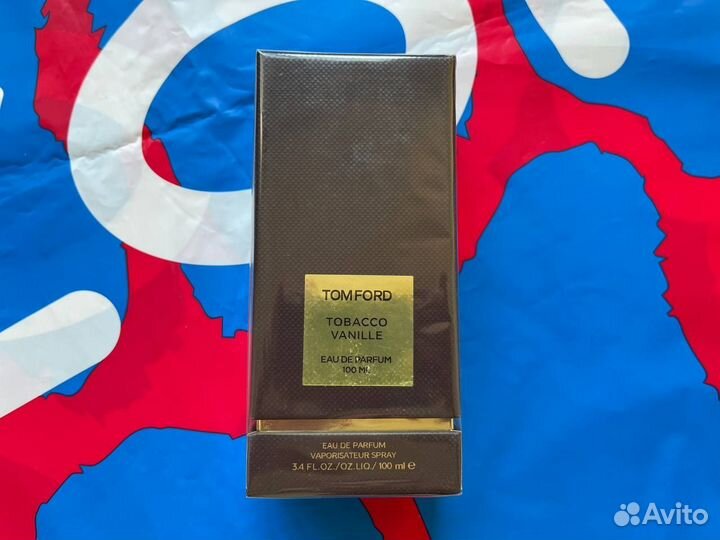 TOM FORD
TOBACCO
VANILLE
EAU DE PARFUM
100 ML
EAU DE PARFUM
VAPORISATEUR SPRAY
3.4 FL.OZ./OZ.LIQ./100 ml ℮
Avito